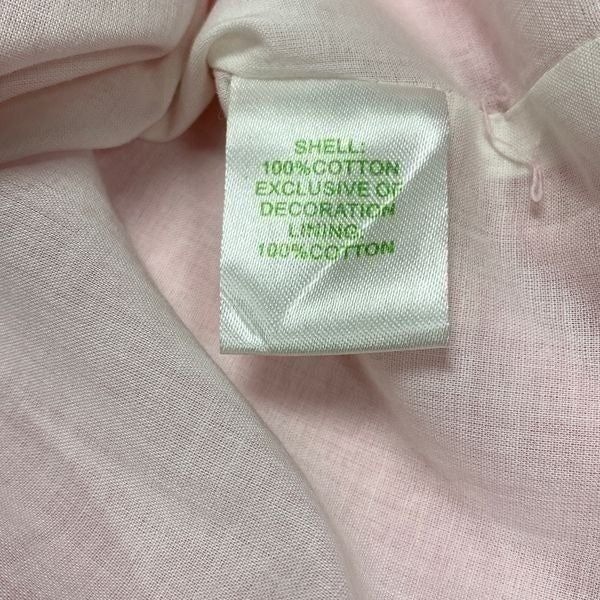 SHELL:
100%COTTON
EXCLUSIVE OF
DECORATION
LINING:
100%COTTON